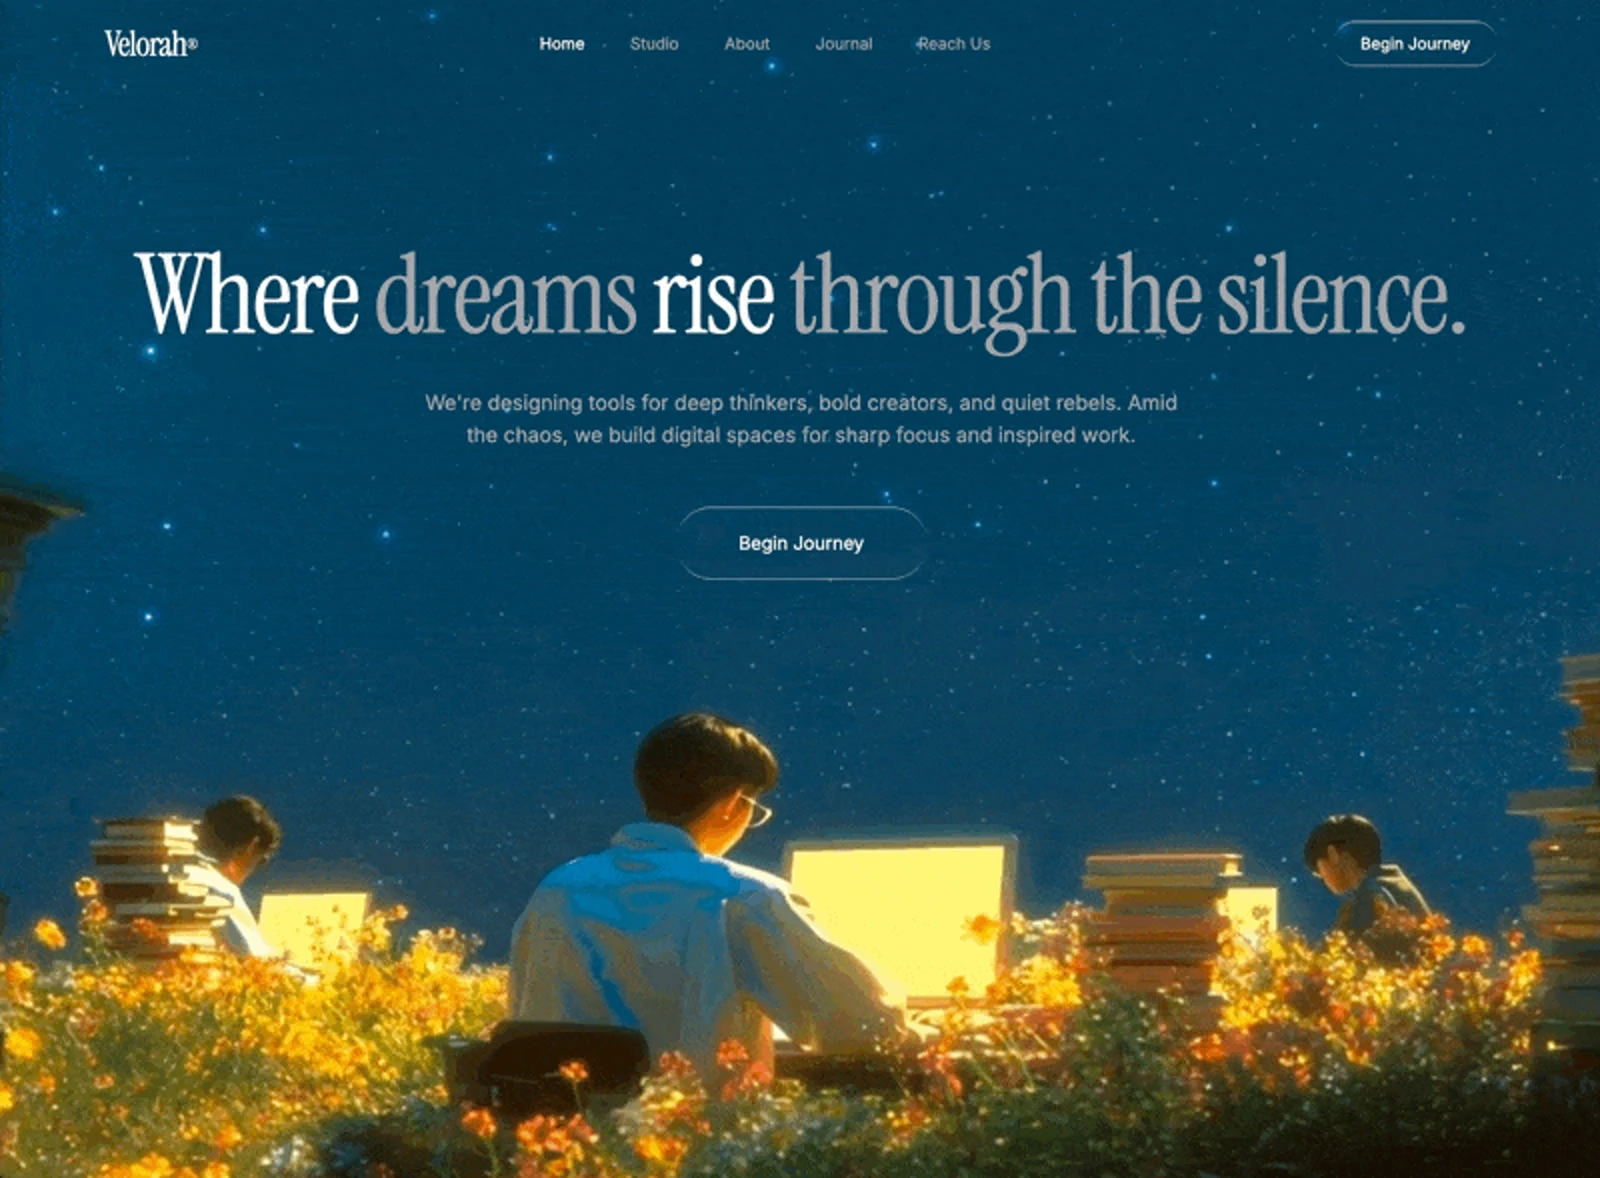 Velorah®
Home
Studio
About
Journal
Reach Us
Begin Journey
Where dreams rise through the silence.
We're designing tools for deep thinkers, bold creators, and quiet rebels. Amid
the chaos, we build digital spaces for sharp focus and inspired work.
Begin Journey